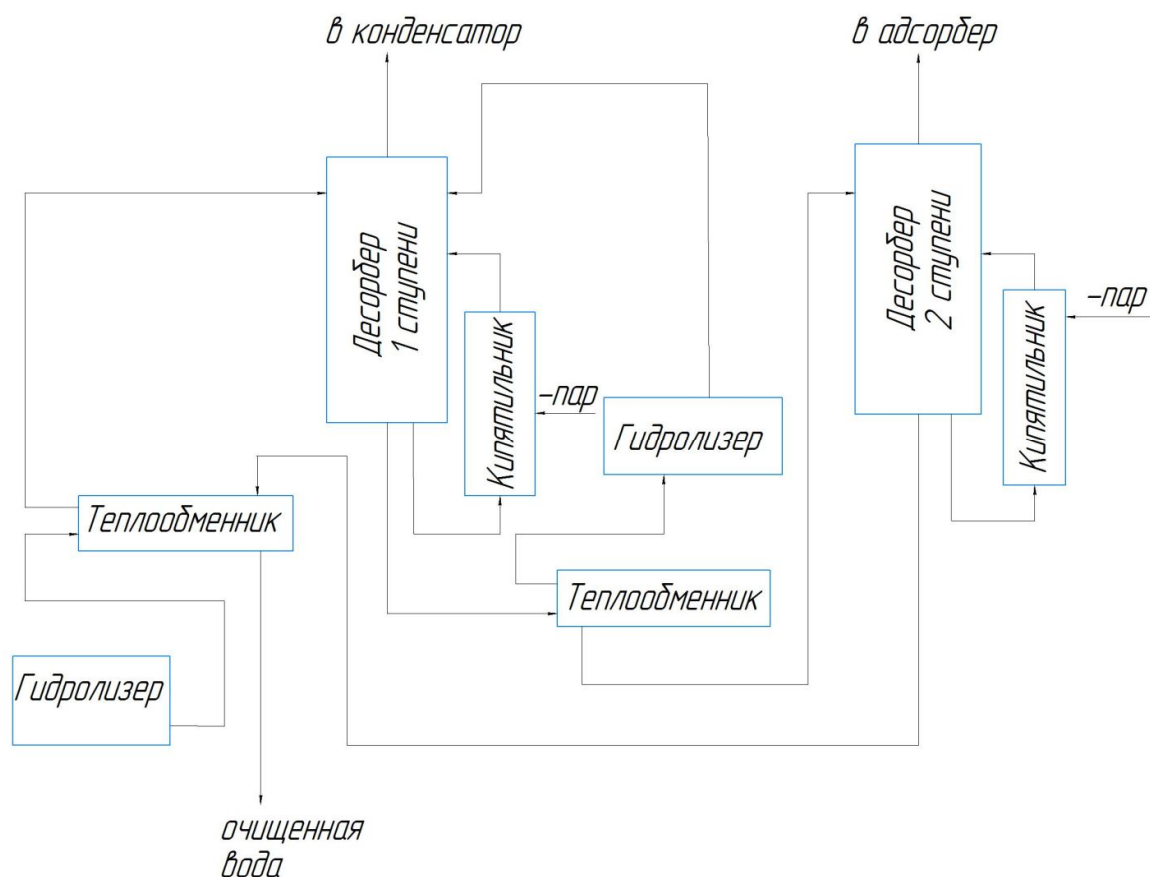 в конденсатор
в адсорбер
Десорбер
1 ступени
Десорбер
2 ступени
Кипятильник
-пар
Гидролизер
Кипятильник
-пар
Теплообменник
Теплообменник
Гидролизер
очищенная
вода